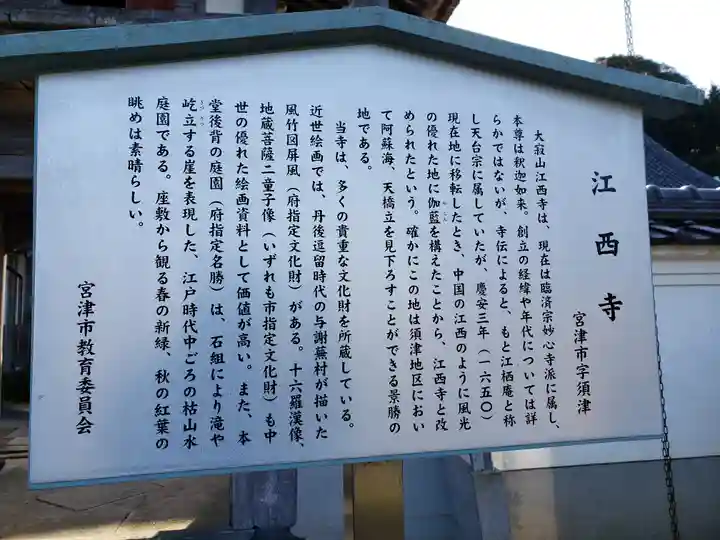 江西寺
宮津市字須津
大寂山江西寺は、現在は臨済宗妙心寺派に属し、
本尊は釈迦如来。創立の経緯や年代については詳
らかではないが、寺伝によると、もと江栖庵と称
し天台宗に属していたが、慶安三年（一六五〇）
現在地に移転したとき、中国の江西のように風光
の優れた地に伽藍を構えたことから、江西寺と改
められたという。確かにこの地は須津地区におい
て阿蘇海、天橋立を見下ろすことができる景勝の
地である。
当寺は、多くの貴重な文化財を所蔵している。
近世絵画では、丹後逗留時代の与謝蕪村が描いた
風竹図屏風（府指定文化財）がある。十六羅漢像、
地蔵菩薩二童子像（いずれも市指定文化財）も中
世の優れた絵画資料として価値が高い。また、本
堂後背の庭園（府指定名勝）は、石組により滝や
屹立する崖を表現した、江戸時代中ごろの枯山水
庭園である。座敷から観る春の新緑、秋の紅葉の
眺めは素晴らしい。
宮津市教育委員会